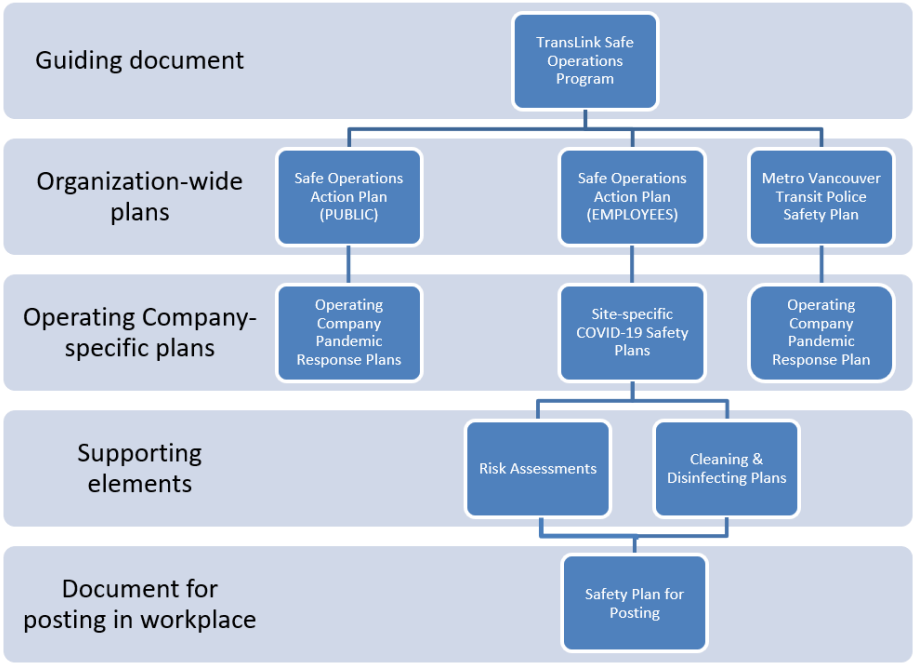 Guiding document
TransLink Safe
Operations
Program
Organization-wide
plans
Safe Operations
Action Plan
(PUBLIC)
Safe Operations
Action Plan
(EMPLOYEES)
Metro Vancouver
Transit Police
Safety Plan
Operating Company-
specific plans
Operating
Company
Pandemic
Response Plans
Site-specific
COVID-19 Safety
Plans
Operating
Company
Pandemic
Response Plan
Supporting
elements
Risk Assessments
Cleaning &
Disinfecting Plans
Document for
posting in workplace
Safety Plan for
Posting